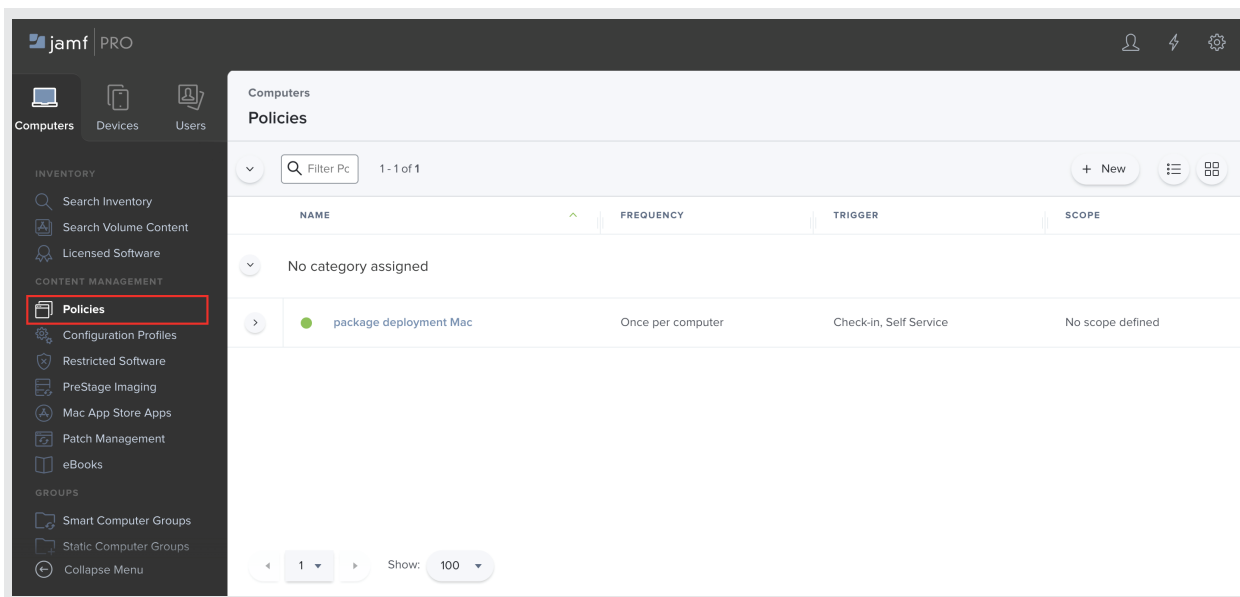 jamf PRO
Computers Devices Users
INVENTORY
Search Inventory
Search Volume Content
Licensed Software
CONTENT MANAGEMENT
Policies
Configuration Profiles
Restricted Software
PreStage Imaging
Mac App Store Apps
Patch Management
eBooks
GROUPS
Smart Computer Groups
Static Computer Groups
Collapse Menu
Computers
Policies
Filter Pc 1 - 1 of 1 + New
NAME FREQUENCY TRIGGER SCOPE
No category assigned
package deployment Mac Once per computer Check-in, Self Service No scope defined
1 Show: 100